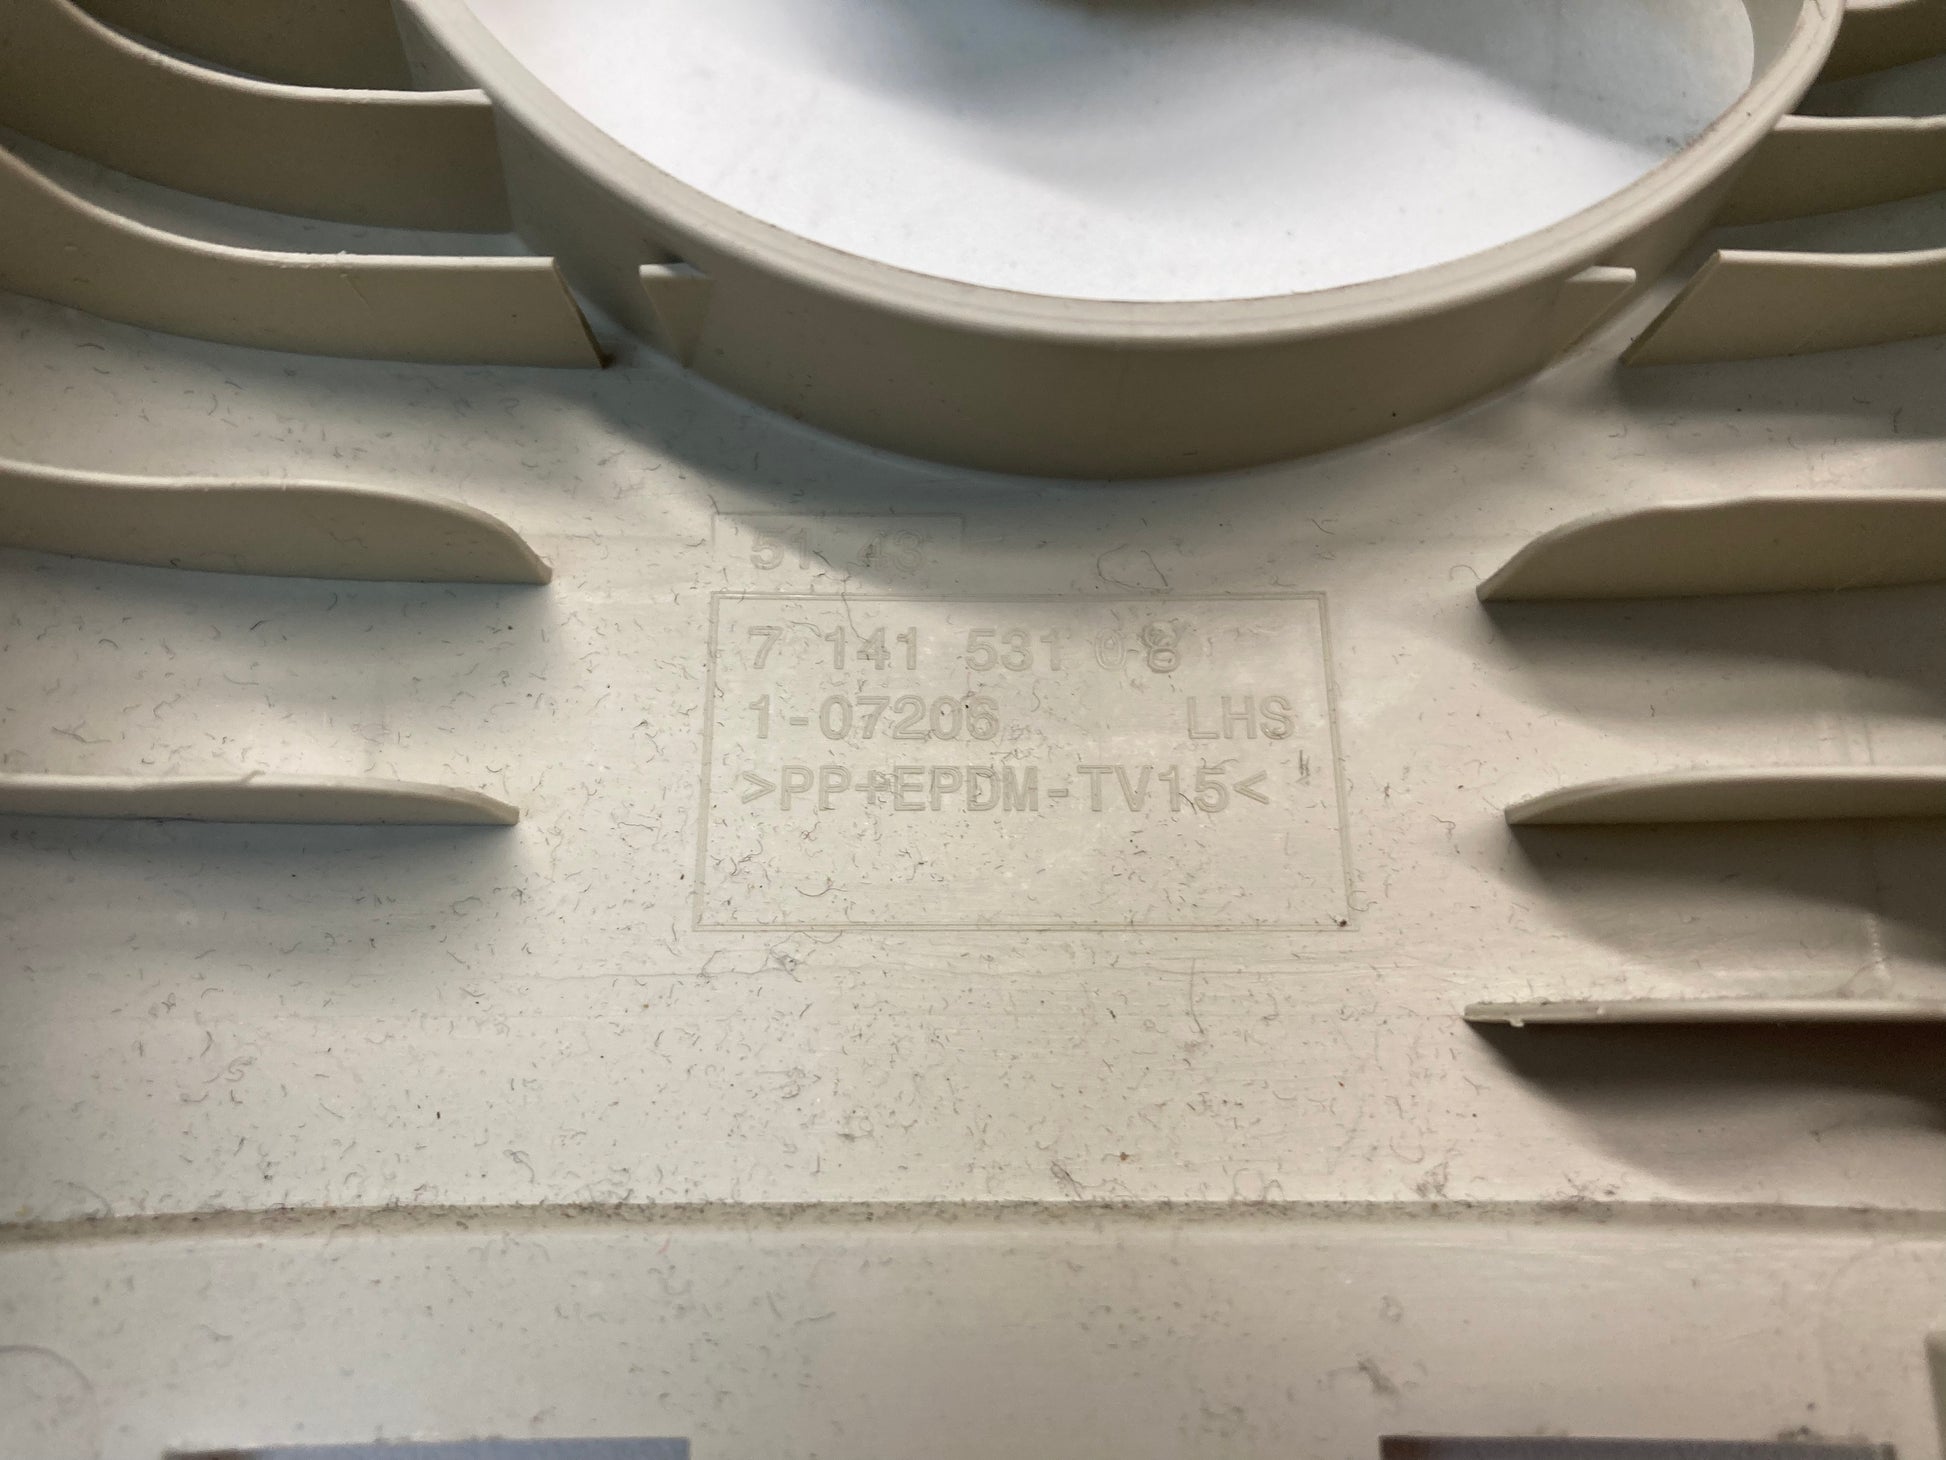 51 43
7 141 531 08
1-07206 LHS
>PP+EPDM-TV15<